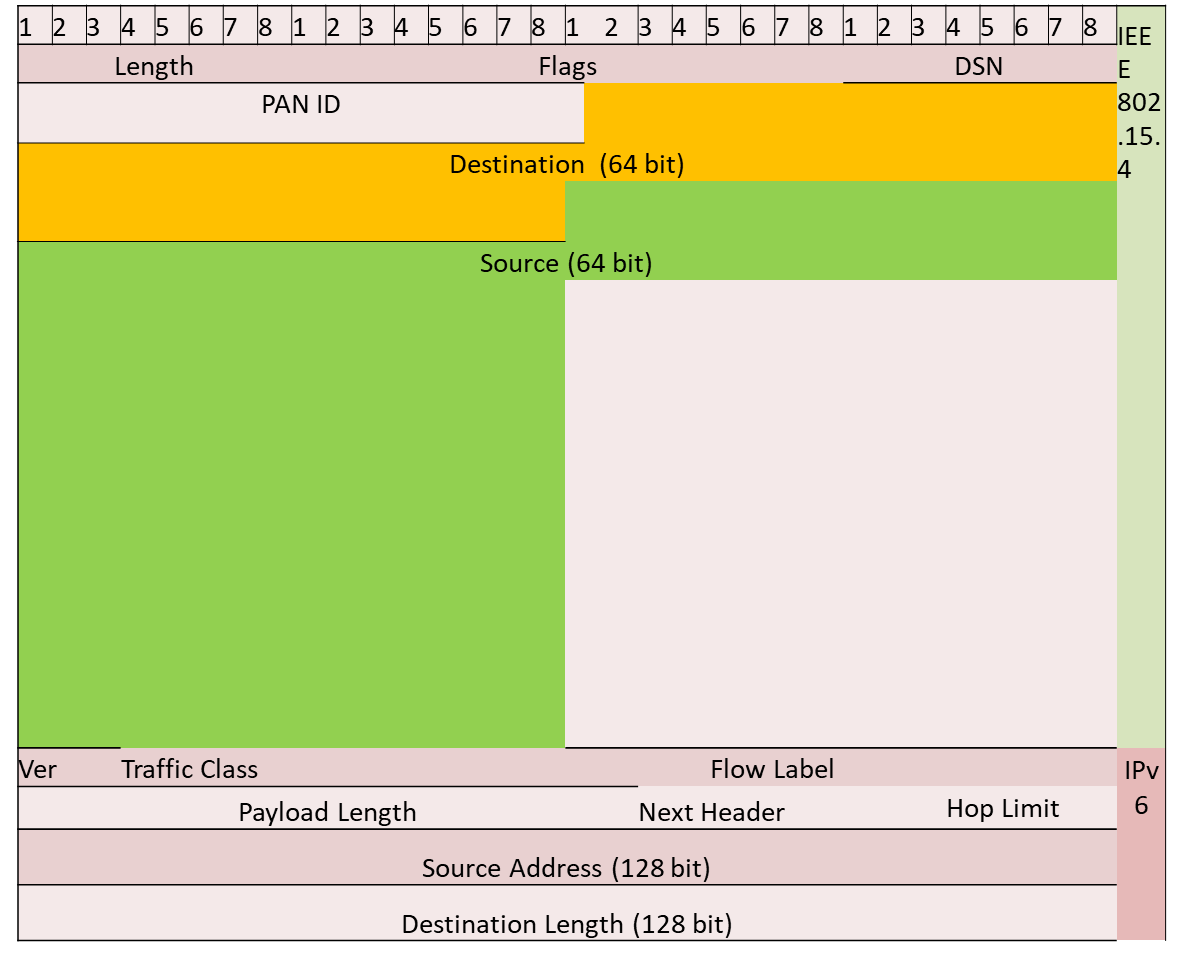 1 2 3 4 5 6 7 8 1 2 3 4 5 6 7 8 1 2 3 4 5 6 7 8 1 2 3 4 5 6 7 8
IEE
E
802
.15.
4
Length Flags DSN
PAN ID
Destination (64 bit)
Source (64 bit)
Ver Traffic Class Flow Label
IPv
6
Payload Length Next Header Hop Limit
Source Address (128 bit)
Destination Length (128 bit)